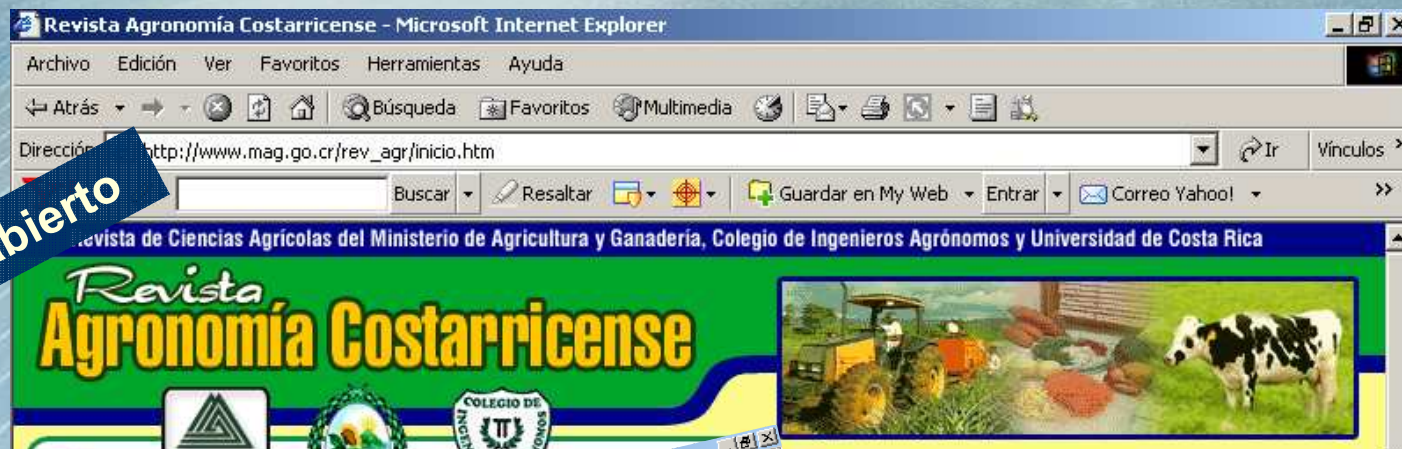 Revista Agronomía Costarricense - Microsoft Internet Explorer
Archivo Edición Ver Favoritos Herramientas Ayuda
Atrás Búsqueda Favoritos Multimedia
Dirección http://www.mag.go.cr/rev_agr/inicio.htm Ir Vínculos
Buscar Resaltar Guardar en My Web Entrar Correo Yahoo! »
bierto
Revista de Ciencias Agrícolas del Ministerio de Agricultura y Ganadería, Colegio de Ingenieros Agrónomos y Universidad de Costa Rica
Revista
Agronomía Costarricense
COLEGIO DE